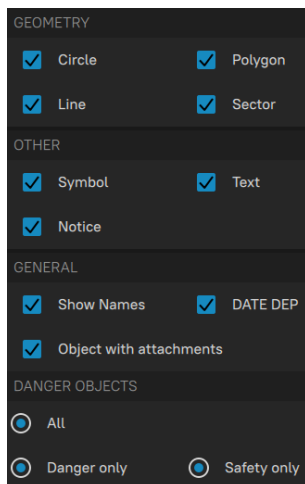 GEOMETRY
Circle Polygon
Line Sector
OTHER
Symbol Text
Notice
GENERAL
Show Names DATE DEP
Object with attachments
DANGER OBJECTS
All
Danger only Safety only